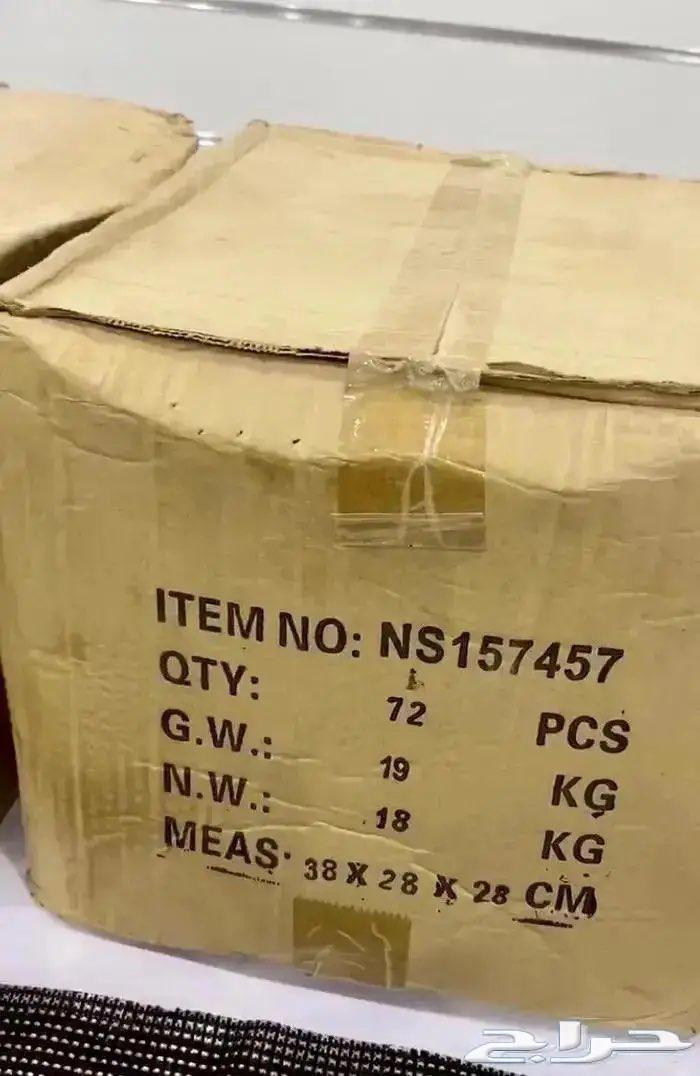 ITEM NO: NS157457
QTY: 72 PCS
G.W.: 19 KG
N.W.: 18 KG
MEAS: 38 X 28 X 28 CM
حراج